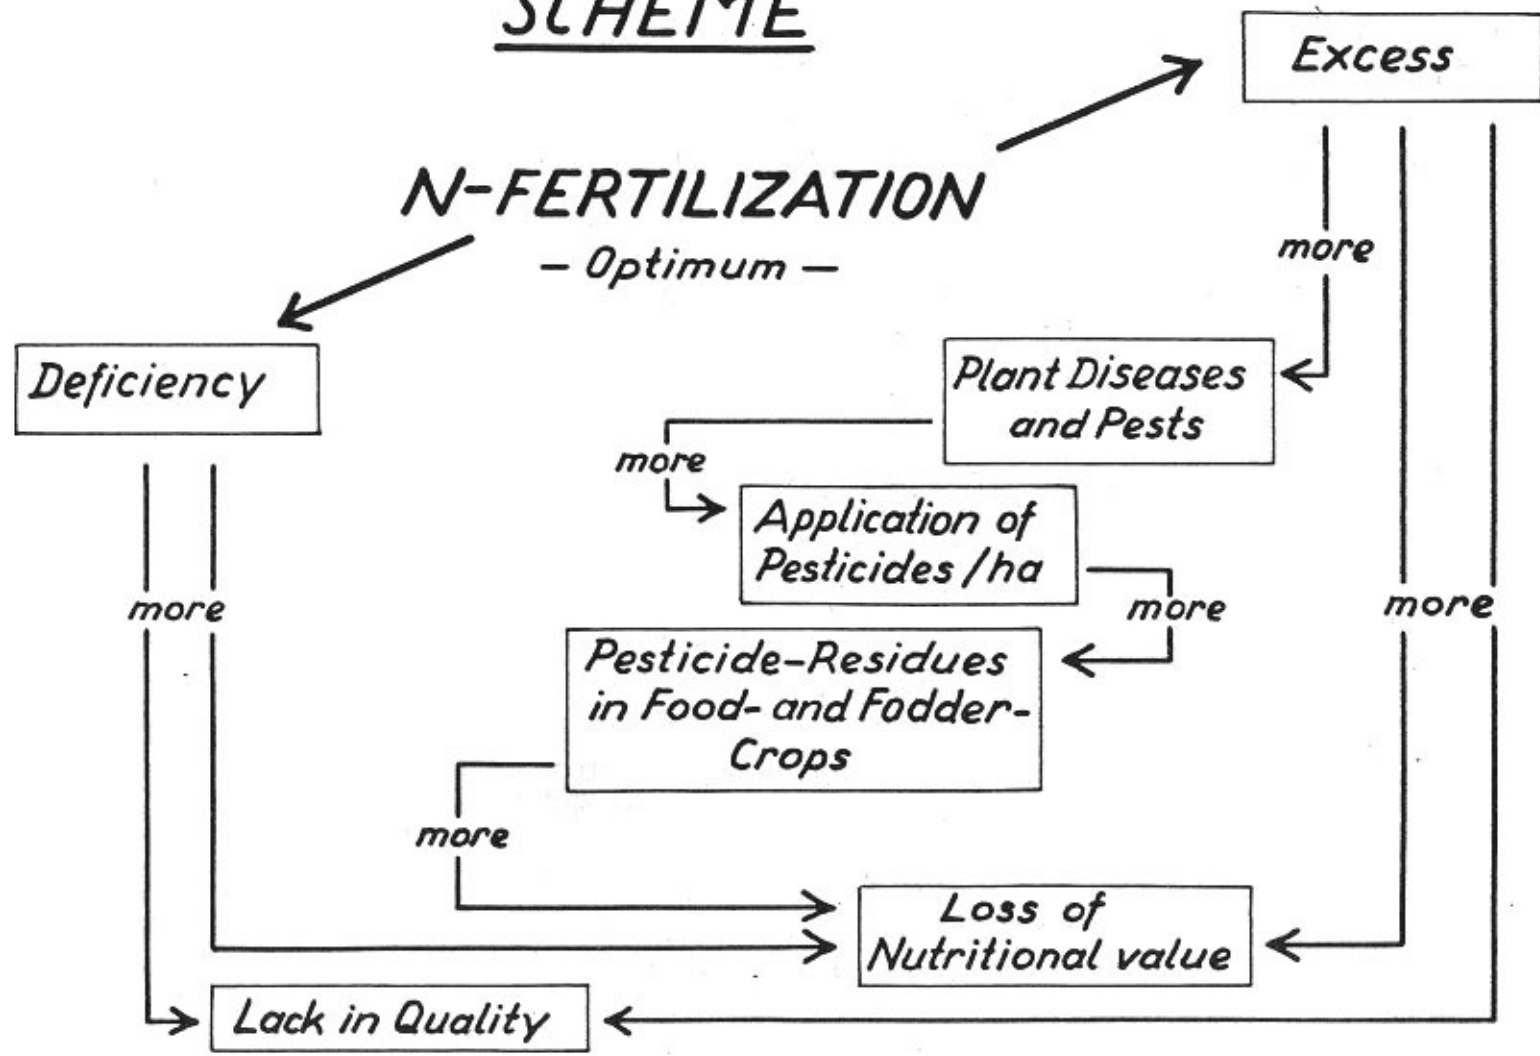 SCHEME
Excess
N-FERTILIZATION
– Optimum –
more
Deficiency
Plant Diseases
and Pests
more
Application of
Pesticides /ha
more
more
more
Pesticide-Residues
in Food- and Fodder-
Crops
more
Loss of
Nutritional value
Lack in Quality